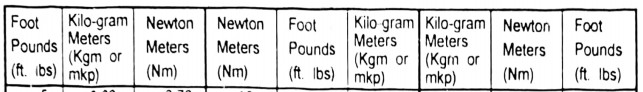 Foot Pounds (ft. lbs)
Kilo-gram Meters (Kgm or mkp)
Newton Meters (Nm)
Newton Meters (Nm)
Foot Pounds (ft. lbs)
Kilo-gram Meters (Kgm or mkp)
Kilo-gram Meters (Kgm or mkp)
Newton Meters (Nm)
Foot Pounds (ft. lbs)